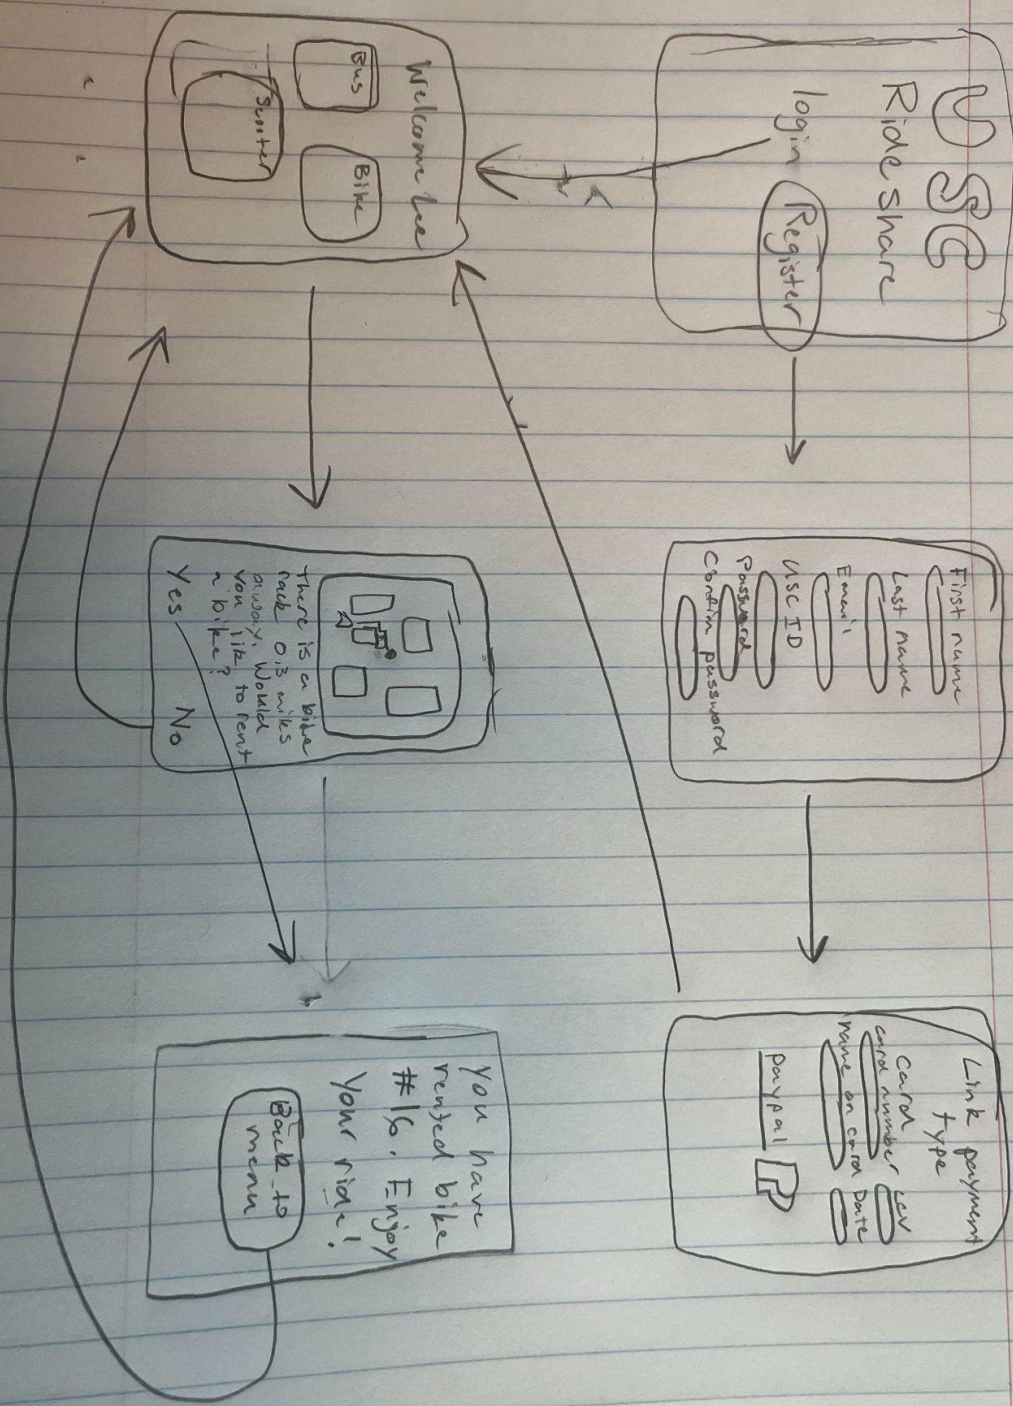 USC
Ride share
login Register
First name
Last name
Email
USC ID
Password
Confirm password
Link payment
type
Card
card number ccv
name on card Date
paypal P
Welcome
Bus Bike
Scooter
There is a bike
rack 0.3 miles
away. Would
you like to rent
a bike?
Yes No
You have
rented bike
#16. Enjoy
Your ride!
Back to
menu